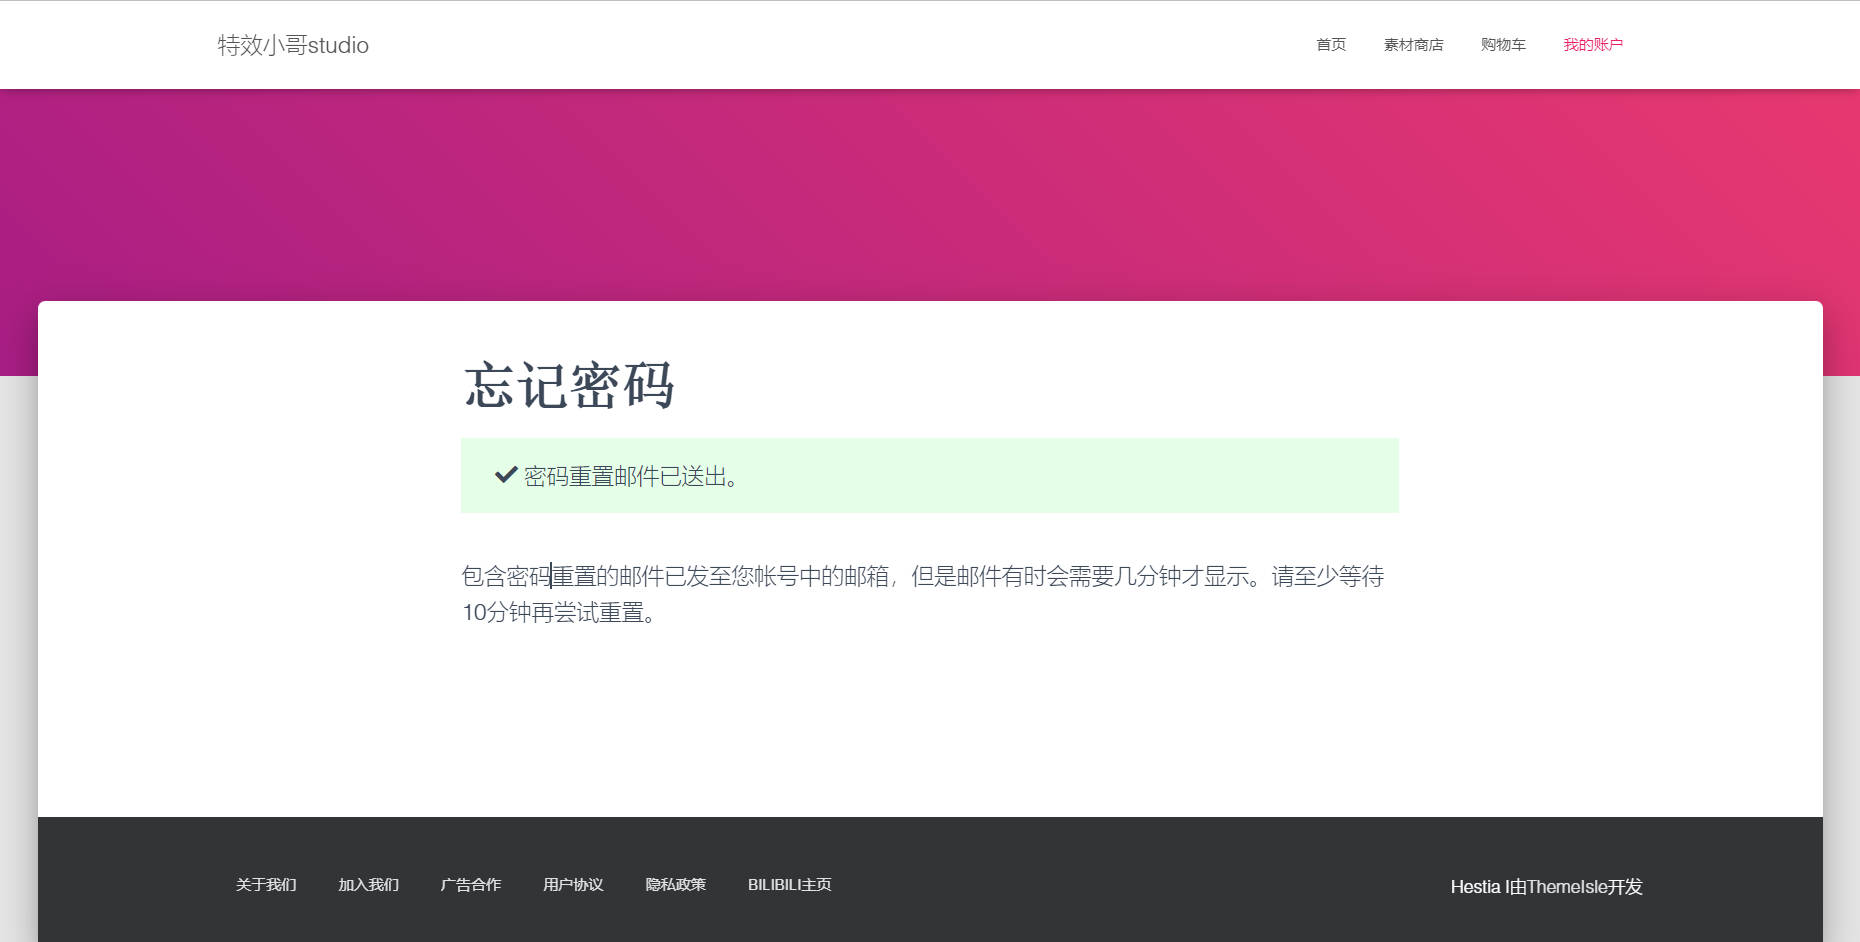 特效小哥studio
首页 素材商店 购物车 我的账户
忘记密码
密码重置邮件已送出。
包含密码重置的邮件已发至您帐号中的邮箱，但是邮件有时会需要几分钟才显示。请至少等待
10分钟再尝试重置。
关于我们 加入我们 广告合作 用户协议 隐私政策 BILIBILI主页
Hestia |由ThemeIsle开发